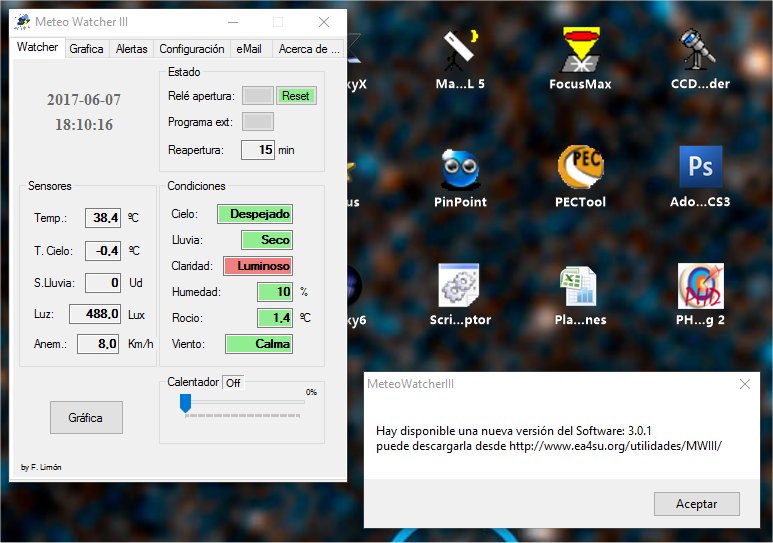 Meteo Watcher III
Watcher Grafica Alertas Configuración eMail Acerca de ...
2017-06-07
18:10:16
Estado
Relé apertura: Reset
Programa ext:
Reapertura: 15 min
Sensores
Temp.: 38,4 ºC
T. Cielo: -0,4 ºC
S.Lluvia: 0 Ud
Luz: 488,0 Lux
Anem.: 8,0 Km/h
Condiciones
Cielo: Despejado
Lluvia: Seco
Claridad: Luminoso
Humedad: 10 %
Rocio: 1,4 ºC
Viento: Calma
Gráfica
Calentador Off
0%
by F. Limón
kyX
Ma...L 5
FocusMax
CCD...der
us
PinPoint
PECTool
PEC
Ps
Ado...CS3
ky6
Scri...ptor
Pla...nes
PHD
PH...g 2
MeteoWatcherIII
Hay disponible una nueva versión del Software: 3.0.1
puede descargarla desde http://www.ea4su.org/utilidades/MWIII/
Aceptar